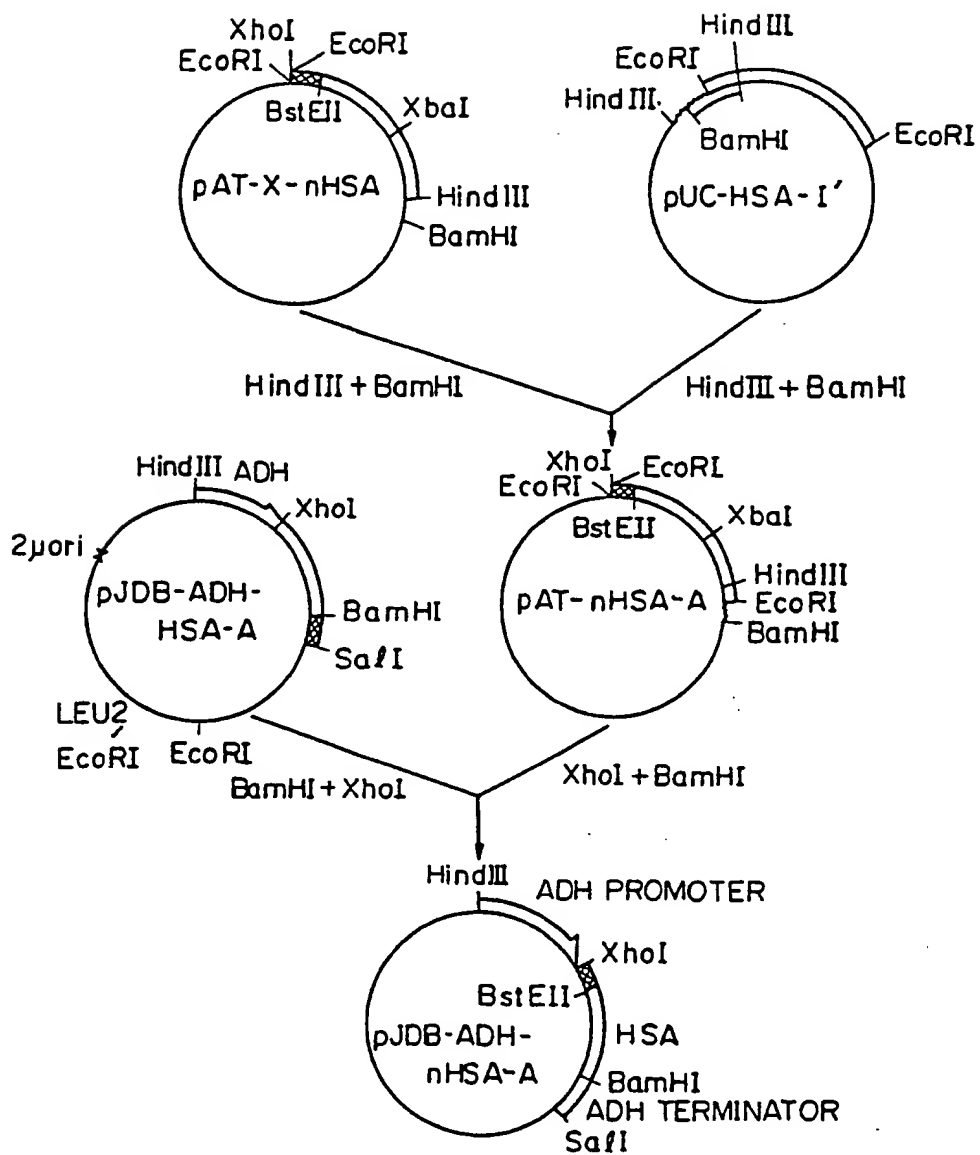 XhoI
EcoRI
EcoRI
BstEII
XbaI
pAT-X-nHSA
HindIII
BamHI
HindIII
EcoRI
HindIII
BamHI
EcoRI
pUC-HSA-I'
HindIII + BamHI
HindIII + BamHI
HindIII
ADH
XhoI
2μori
pJDB-ADH-
HSA-A
BamHI
SalI
LEU2
EcoRI
EcoRI
XhoI
EcoRI
EcoRI
BstEII
XbaI
HindIII
EcoRI
BamHI
pAT-nHSA-A
BamHI + XhoI
XhoI + BamHI
HindIII
ADH PROMOTER
XhoI
BstEII
pJDB-ADH-
nHSA-A
HSA
BamHI
ADH TERMINATOR
SalI